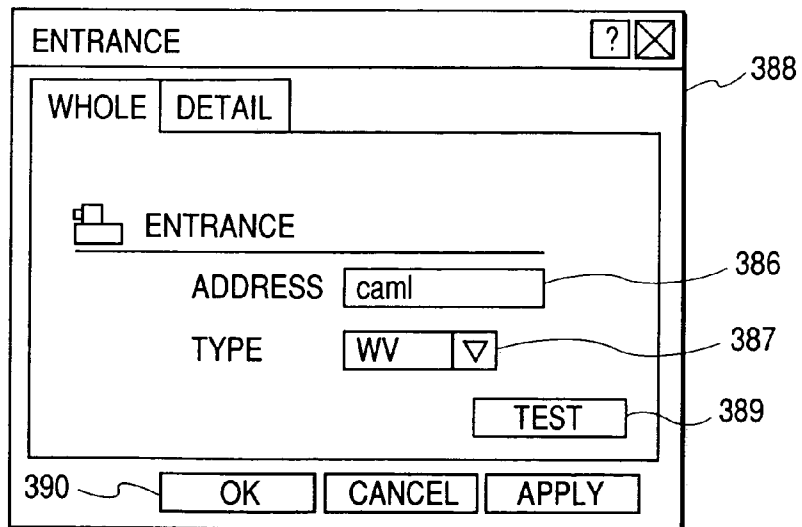 ENTRANCE ?
388
WHOLE DETAIL
ENTRANCE
ADDRESS caml 386
TYPE WV 387
TEST 389
390 OK CANCEL APPLY